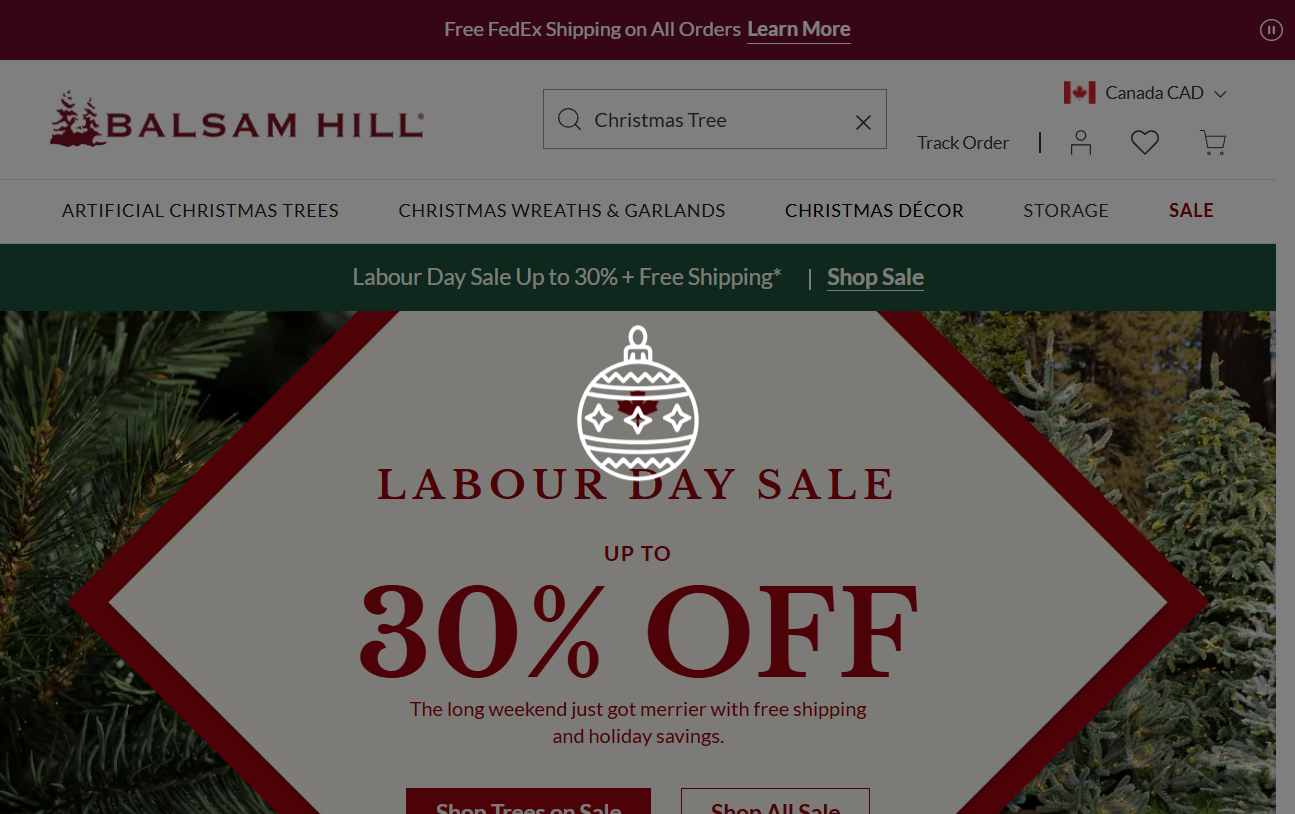 Free FedEx Shipping on All Orders Learn More
BALSAM HILL®
Christmas Tree
Canada CAD
Track Order
ARTIFICIAL CHRISTMAS TREES
CHRISTMAS WREATHS & GARLANDS
CHRISTMAS DÉCOR
STORAGE
SALE
Labour Day Sale Up to 30% + Free Shipping* | Shop Sale
LABOUR DAY SALE
UP TO
30% OFF
The long weekend just got merrier with free shipping
and holiday savings.
Shop Trees on Sale
Shop All Sale